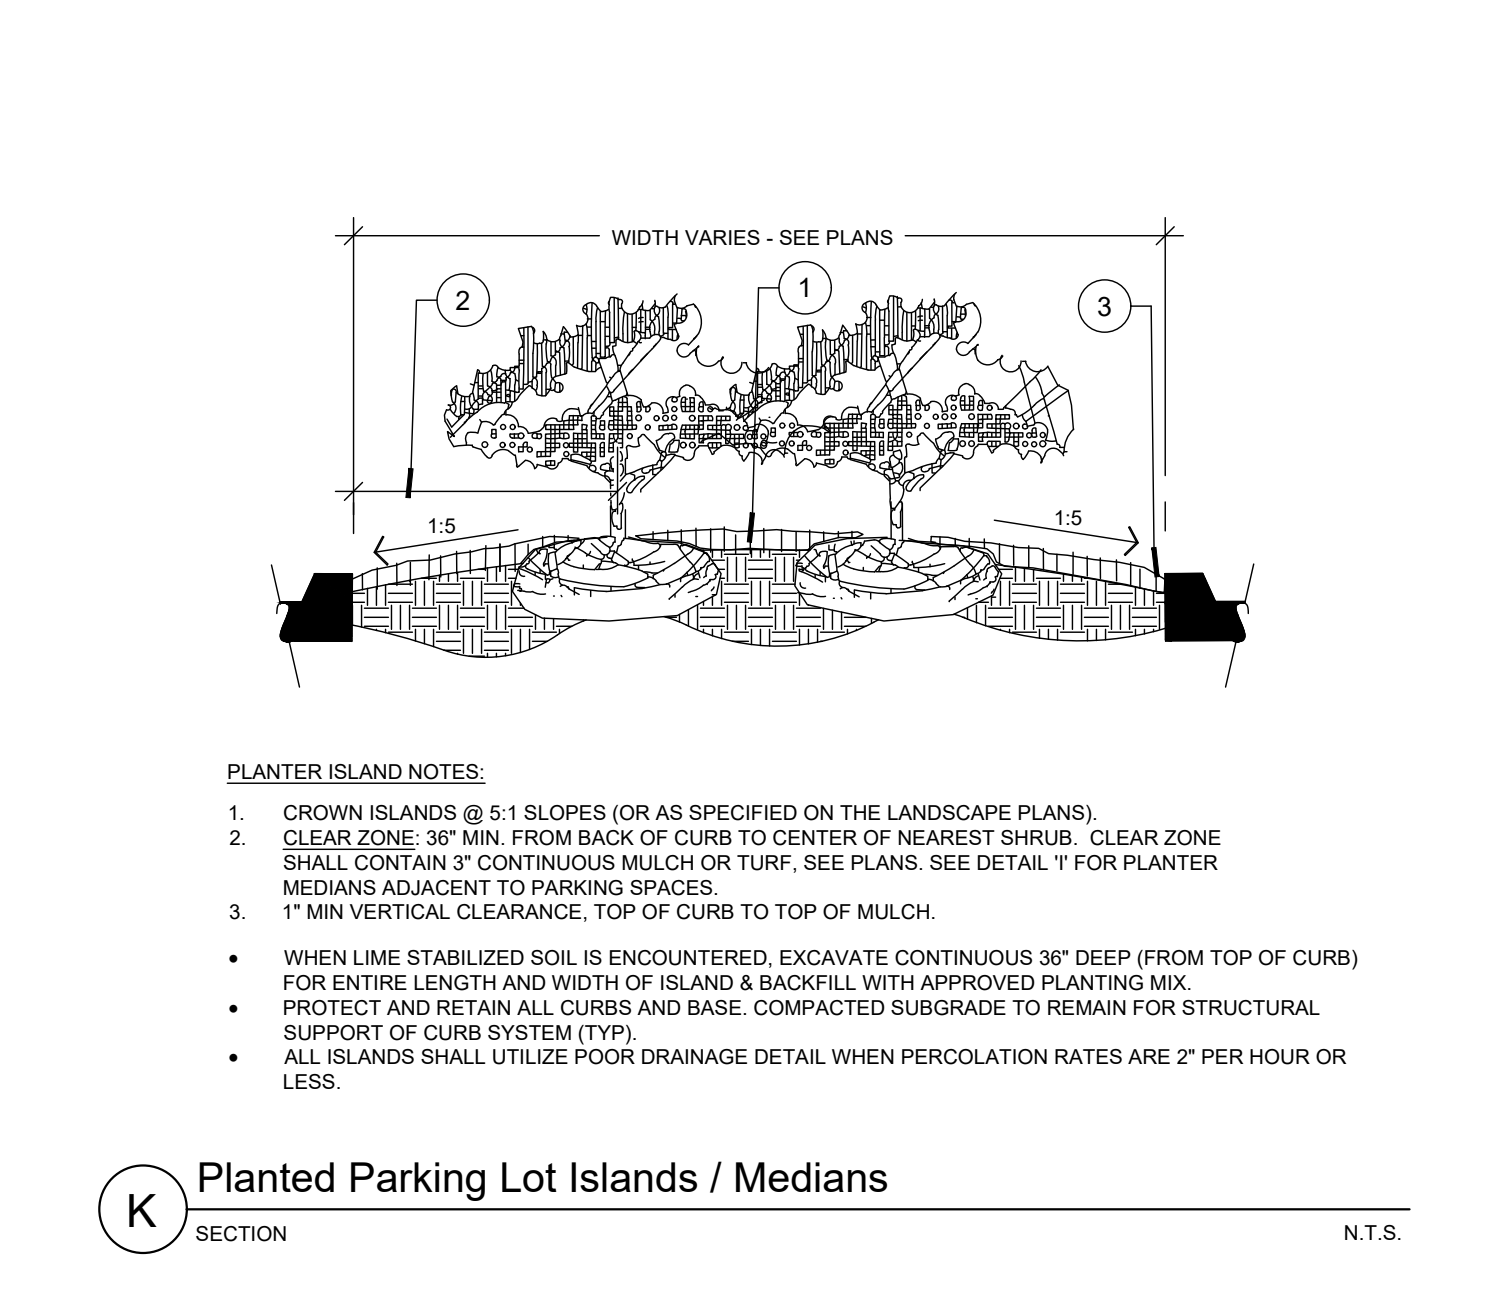 WIDTH VARIES - SEE PLANS
2
1
3
1:5
1:5
PLANTER ISLAND NOTES:
1. CROWN ISLANDS @ 5:1 SLOPES (OR AS SPECIFIED ON THE LANDSCAPE PLANS).
2. CLEAR ZONE: 36" MIN. FROM BACK OF CURB TO CENTER OF NEAREST SHRUB. CLEAR ZONE
SHALL CONTAIN 3" CONTINUOUS MULCH OR TURF, SEE PLANS. SEE DETAIL 'I' FOR PLANTER
MEDIANS ADJACENT TO PARKING SPACES.
3. 1" MIN VERTICAL CLEARANCE, TOP OF CURB TO TOP OF MULCH.
• WHEN LIME STABILIZED SOIL IS ENCOUNTERED, EXCAVATE CONTINUOUS 36" DEEP (FROM TOP OF CURB)
FOR ENTIRE LENGTH AND WIDTH OF ISLAND & BACKFILL WITH APPROVED PLANTING MIX.
• PROTECT AND RETAIN ALL CURBS AND BASE. COMPACTED SUBGRADE TO REMAIN FOR STRUCTURAL
SUPPORT OF CURB SYSTEM (TYP).
• ALL ISLANDS SHALL UTILIZE POOR DRAINAGE DETAIL WHEN PERCOLATION RATES ARE 2" PER HOUR OR
LESS.
K
Planted Parking Lot Islands / Medians
SECTION
N.T.S.